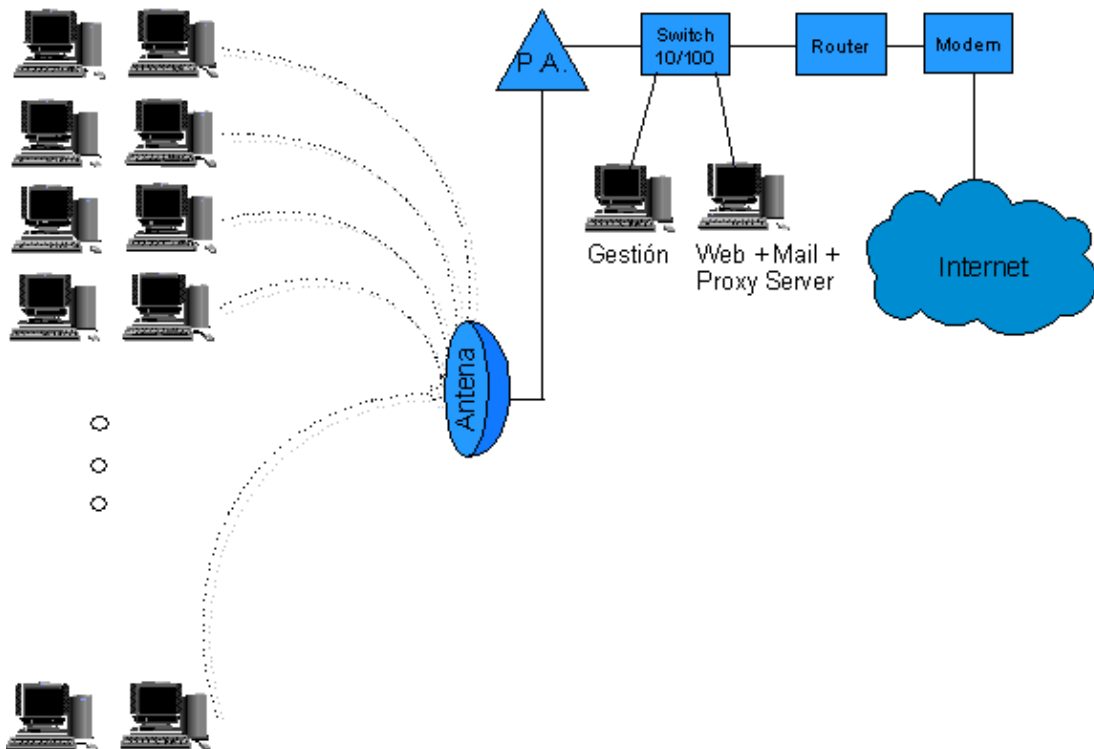 P.A.
Switch
10/100
Router
Modem
Gestión
Web + Mail +
Proxy Server
Internet
Antena